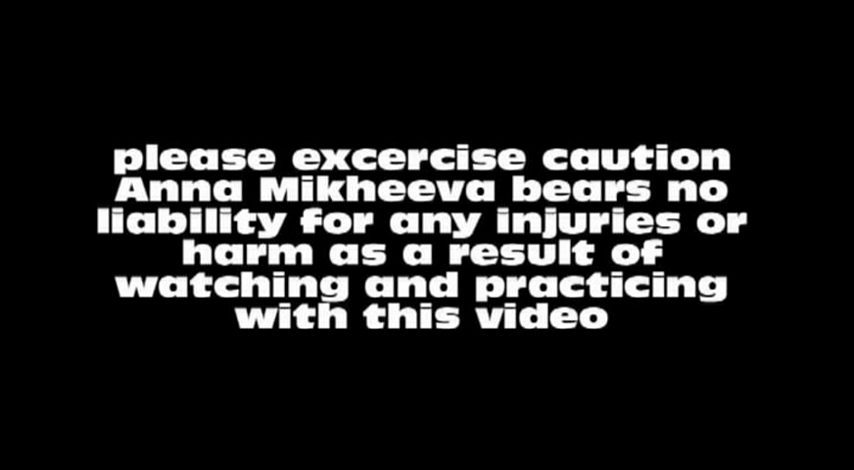 please excercise caution
Anna Mikheeva bears no
liability for any injuries or
harm as a result of
watching and practicing
with this video